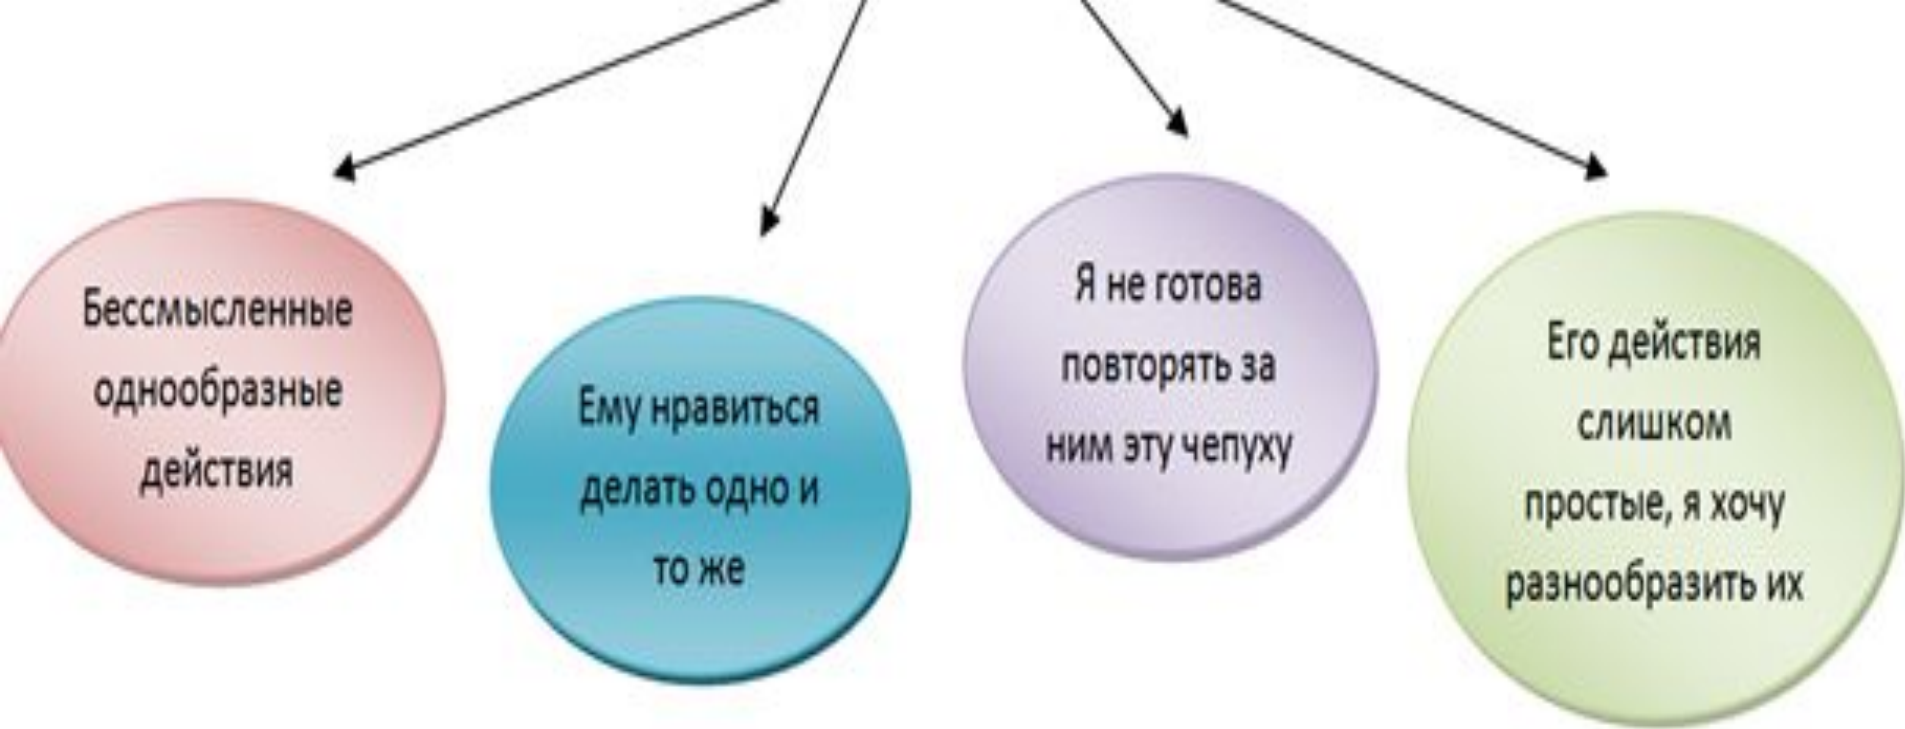 Бессмысленные
однообразные
действия
Ему нравиться
делать одно и
то же
Я не готова
повторять за
ним эту чепуху
Его действия
слишком
простые, я хочу
разнообразить их